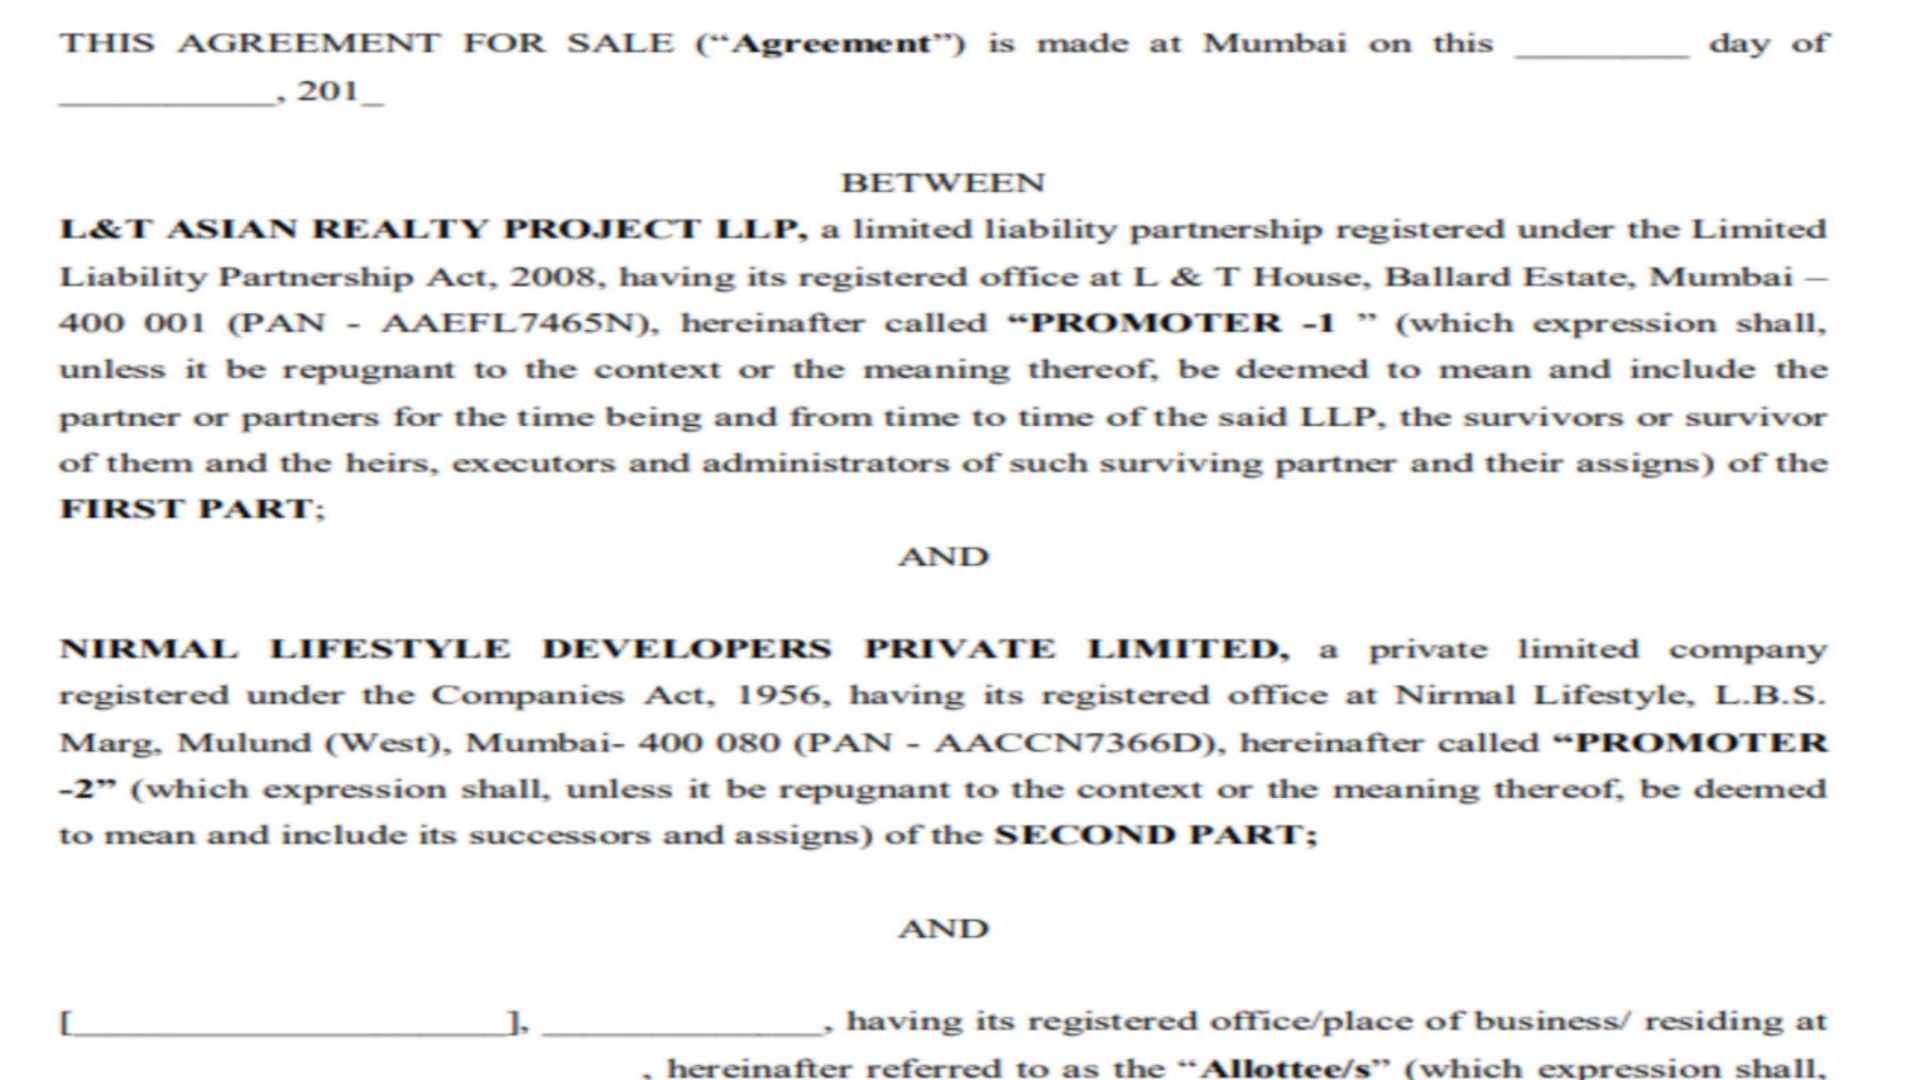 THIS AGREEMENT FOR SALE (“Agreement”) is made at Mumbai on this _________ day of
___________, 201_
BETWEEN
L&T ASIAN REALTY PROJECT LLP, a limited liability partnership registered under the Limited
Liability Partnership Act, 2008, having its registered office at L & T House, Ballard Estate, Mumbai –
400 001 (PAN - AAEFL7465N), hereinafter called “PROMOTER -1 ” (which expression shall,
unless it be repugnant to the context or the meaning thereof, be deemed to mean and include the
partner or partners for the time being and from time to time of the said LLP, the survivors or survivor
of them and the heirs, executors and administrators of such surviving partner and their assigns) of the
FIRST PART;
AND
NIRMAL LIFESTYLE DEVELOPERS PRIVATE LIMITED, a private limited company
registered under the Companies Act, 1956, having its registered office at Nirmal Lifestyle, L.B.S.
Marg, Mulund (West), Mumbai- 400 080 (PAN - AACCN7366D), hereinafter called “PROMOTER
-2” (which expression shall, unless it be repugnant to the context or the meaning thereof, be deemed
to mean and include its successors and assigns) of the SECOND PART;
AND
[______________________], ______________, having its registered office/place of business/ residing at
______________________________, hereinafter referred to as the “Allottee/s” (which expression shall,